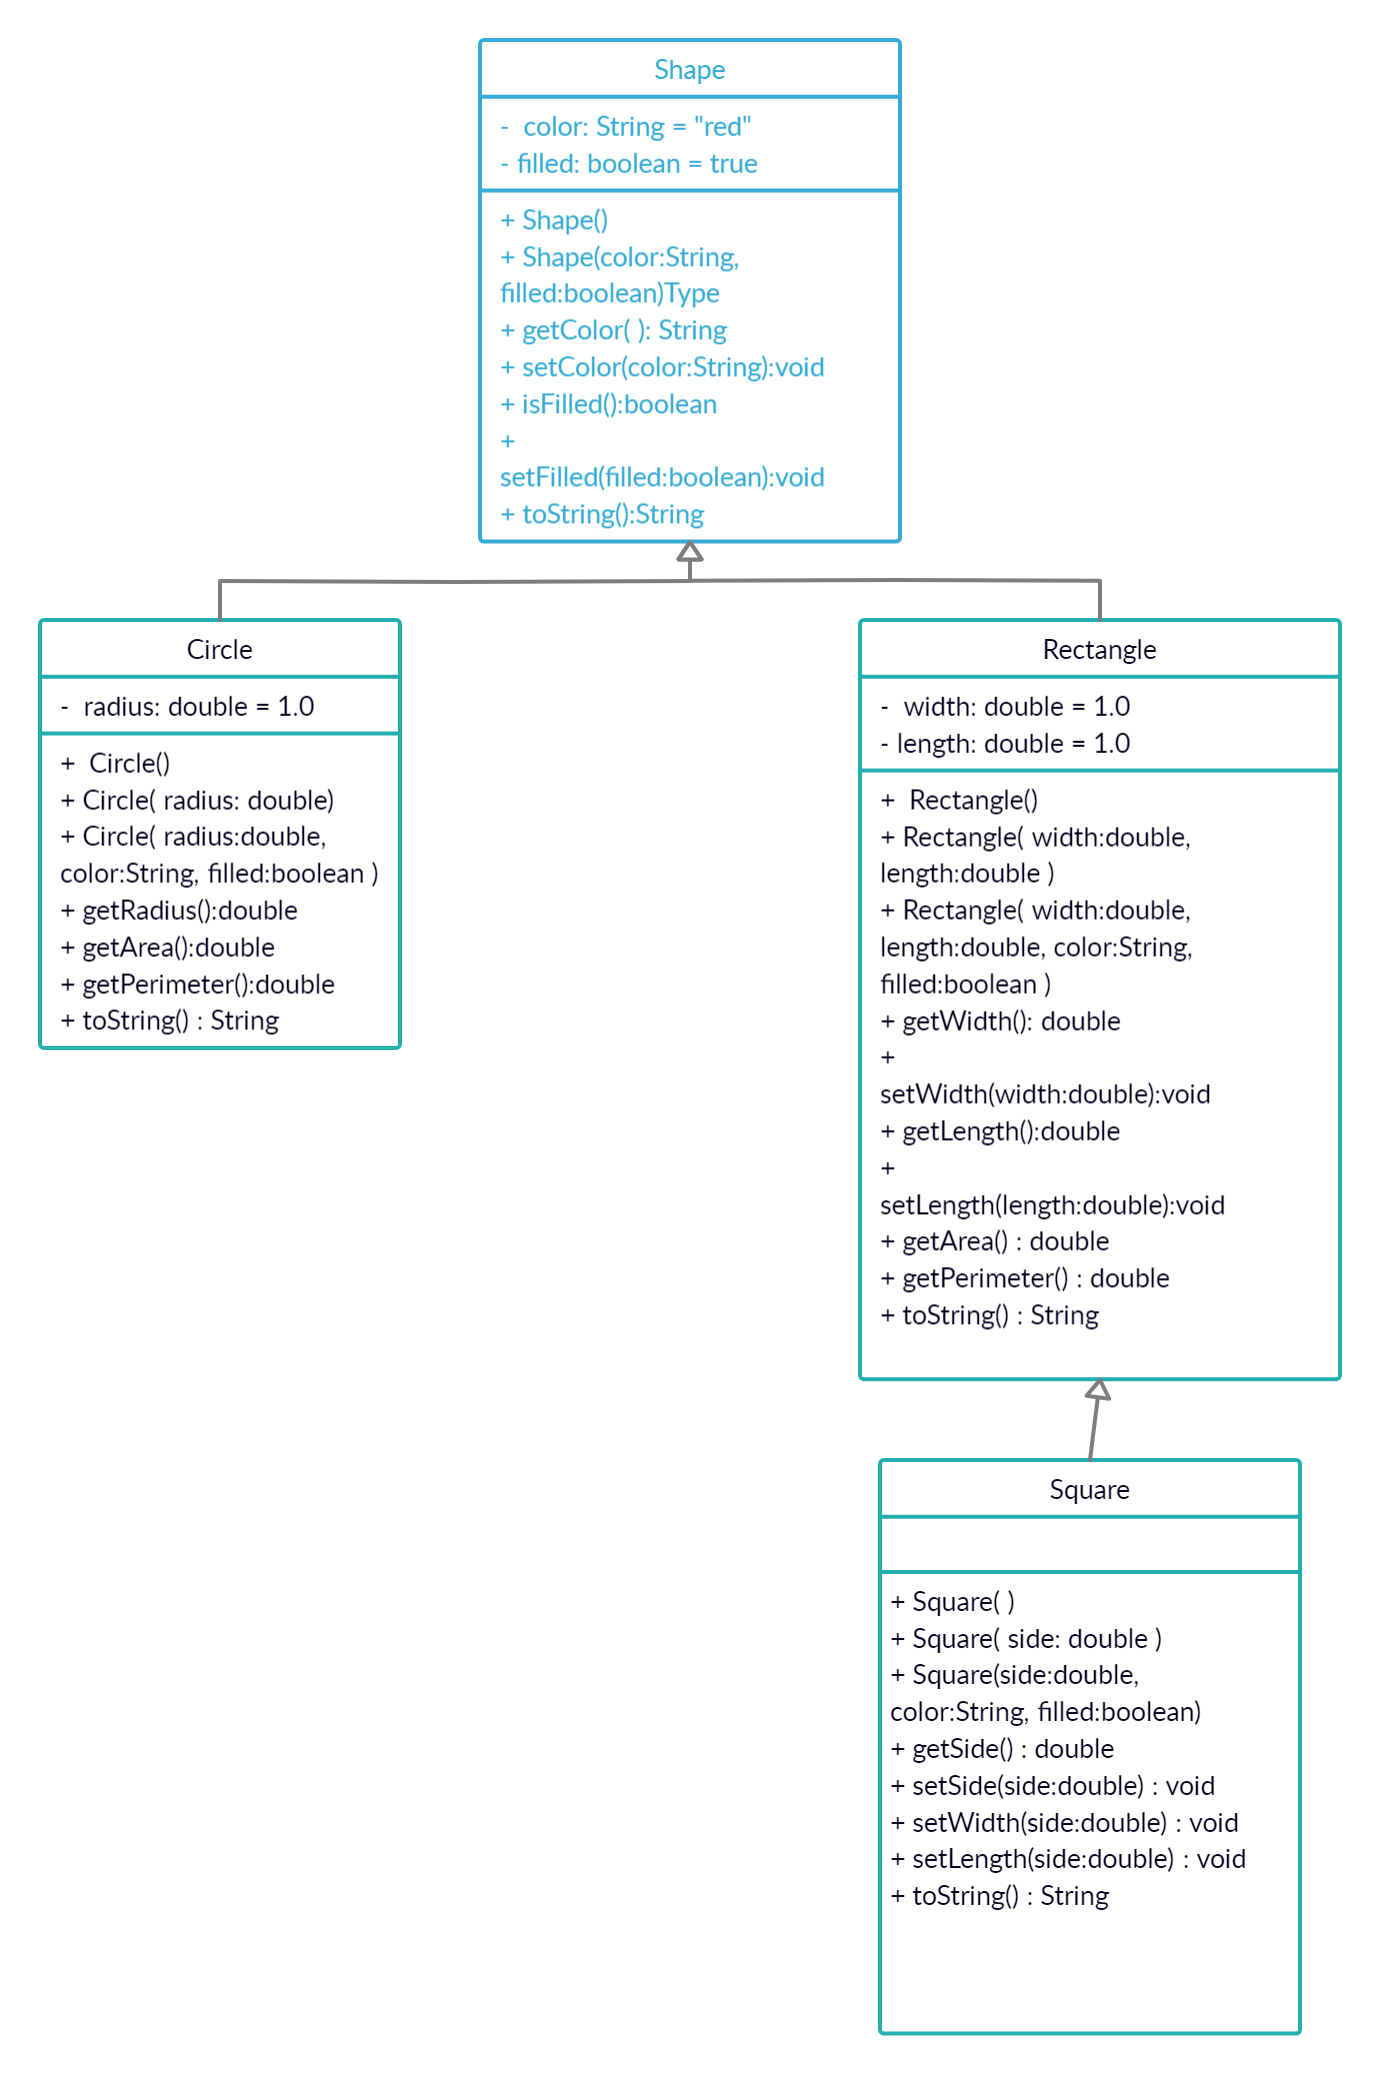 Shape
- color: String = "red"
- filled: boolean = true
+ Shape()
+ Shape(color:String,
filled:boolean)Type
+ getColor( ): String
+ setColor(color:String):void
+ isFilled():boolean
+
setFilled(filled:boolean):void
+ toString():String
Circle
- radius: double = 1.0
+ Circle()
+ Circle( radius: double)
+ Circle( radius:double,
color:String, filled:boolean )
+ getRadius():double
+ getArea():double
+ getPerimeter():double
+ toString() : String
Rectangle
- width: double = 1.0
- length: double = 1.0
+ Rectangle()
+ Rectangle( width:double,
length:double )
+ Rectangle( width:double,
length:double, color:String,
filled:boolean )
+ getWidth(): double
+
setWidth(width:double):void
+ getLength():double
+
setLength(length:double):void
+ getArea() : double
+ getPerimeter() : double
+ toString() : String
Square
+ Square( )
+ Square( side: double )
+ Square(side:double,
color:String, filled:boolean)
+ getSide() : double
+ setSide(side:double) : void
+ setWidth(side:double) : void
+ setLength(side:double) : void
+ toString() : String